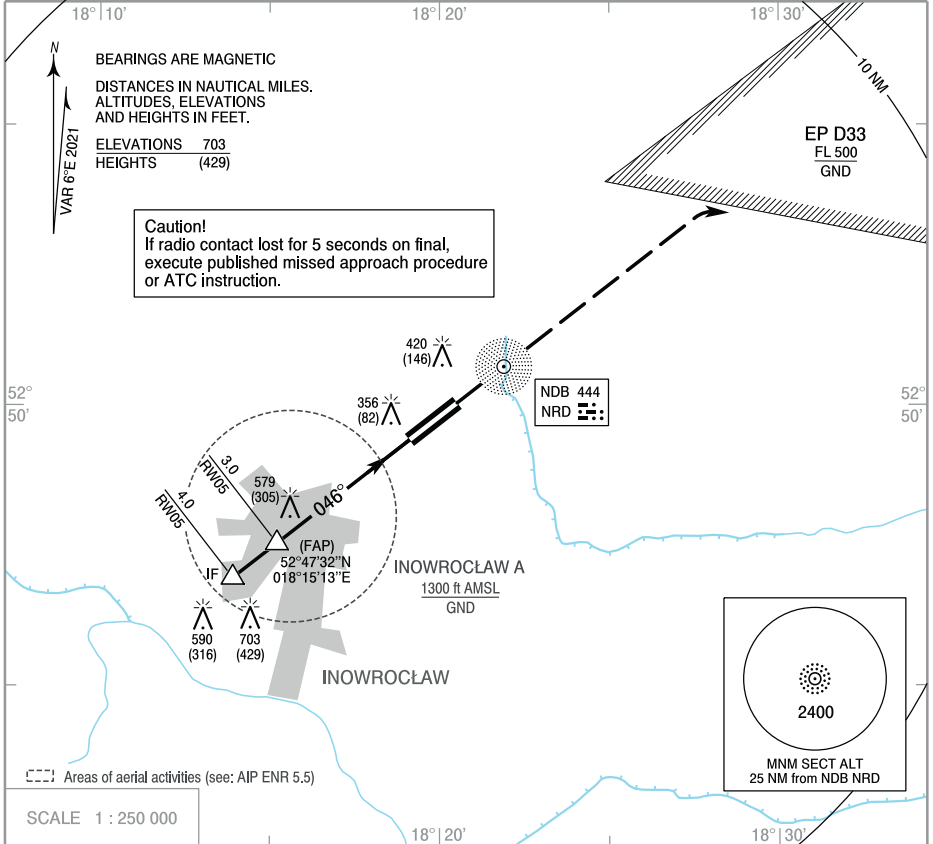 18°10'
18°20'
18°30'
N
VAR 6°E 2021
BEARINGS ARE MAGNETIC
DISTANCES IN NAUTICAL MILES.
ALTITUDES, ELEVATIONS
AND HEIGHTS IN FEET.
ELEVATIONS 703
HEIGHTS (429)
10 NM
EP D33
FL 500
GND
Caution!
If radio contact lost for 5 seconds on final,
execute published missed approach procedure
or ATC instruction.
420
(146)
52°
50'
356
(82)
NDB 444
NRD
52°
50'
3.0
RW05
4.0
RW05
579
(305)
046°
(FAP)
52°47'32"N
018°15'13"E
IF
INOWROCŁAW A
1300 ft AMSL
GND
590
(316)
703
(429)
INOWROCŁAW
2400
MNM SECT ALT
25 NM from NDB NRD
Areas of aerial activities (see: AIP ENR 5.5)
SCALE 1 : 250 000
18°20'
18°30'